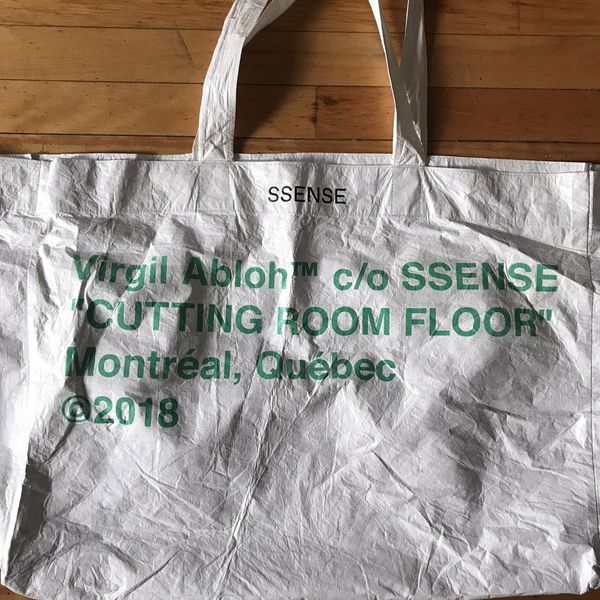 SSENSE
Virgil Abloh™ c/o SSENSE
"CUTTING ROOM FLOOR"
Montréal, Québec
©2018